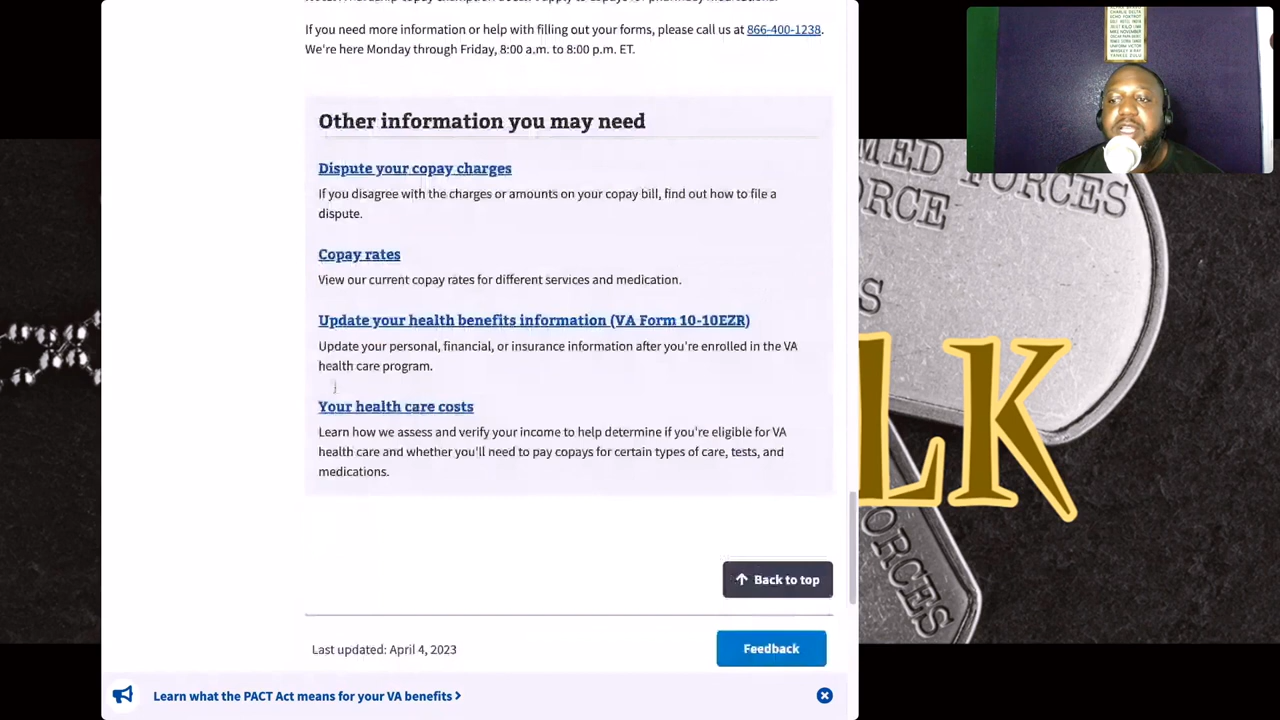 If you need more information or help with filling out your forms, please call us at 866-400-1238.
We're here Monday through Friday, 8:00 a.m. to 8:00 p.m. ET.
Other information you may need
Dispute your copay charges
If you disagree with the charges or amounts on your copay bill, find out how to file a
dispute.
Copay rates
View our current copay rates for different services and medication.
Update your health benefits information (VA Form 10-10EZR)
Update your personal, financial, or insurance information after you're enrolled in the VA
health care program.
Your health care costs
Learn how we assess and verify your income to help determine if you're eligible for VA
health care and whether you'll need to pay copays for certain types of care, tests, and
medications.
Back to top
Last updated: April 4, 2023
Feedback
Learn what the PACT Act means for your VA benefits
MED FORCES
ORCE
S
LK
FORCES